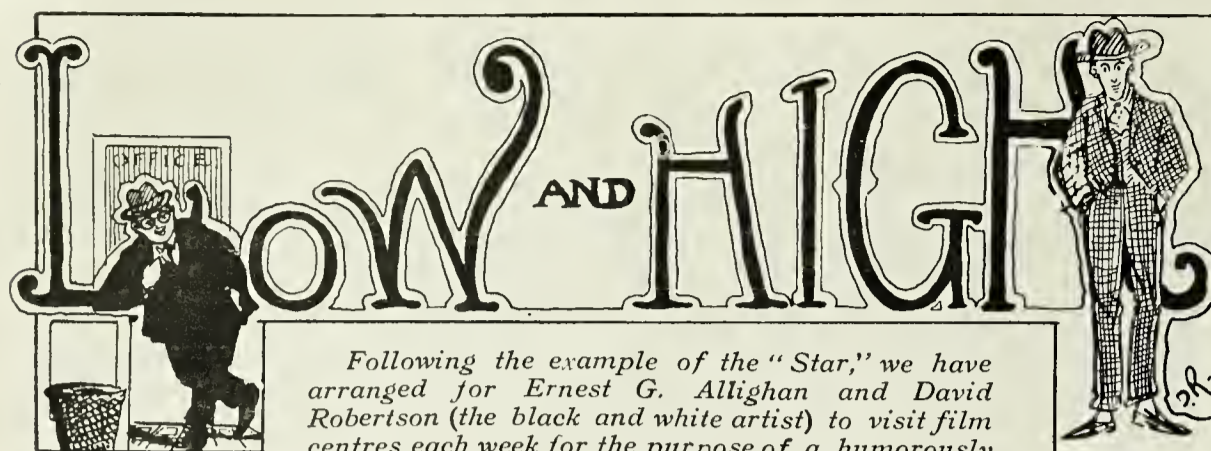 LOW AND HIGH
OFFICE
Following the example of the "Star," we have
arranged for Ernest G. Allighan and David
Robertson (the black and white artist) to visit film
centres each week for the purpose of a humorously
D.R.